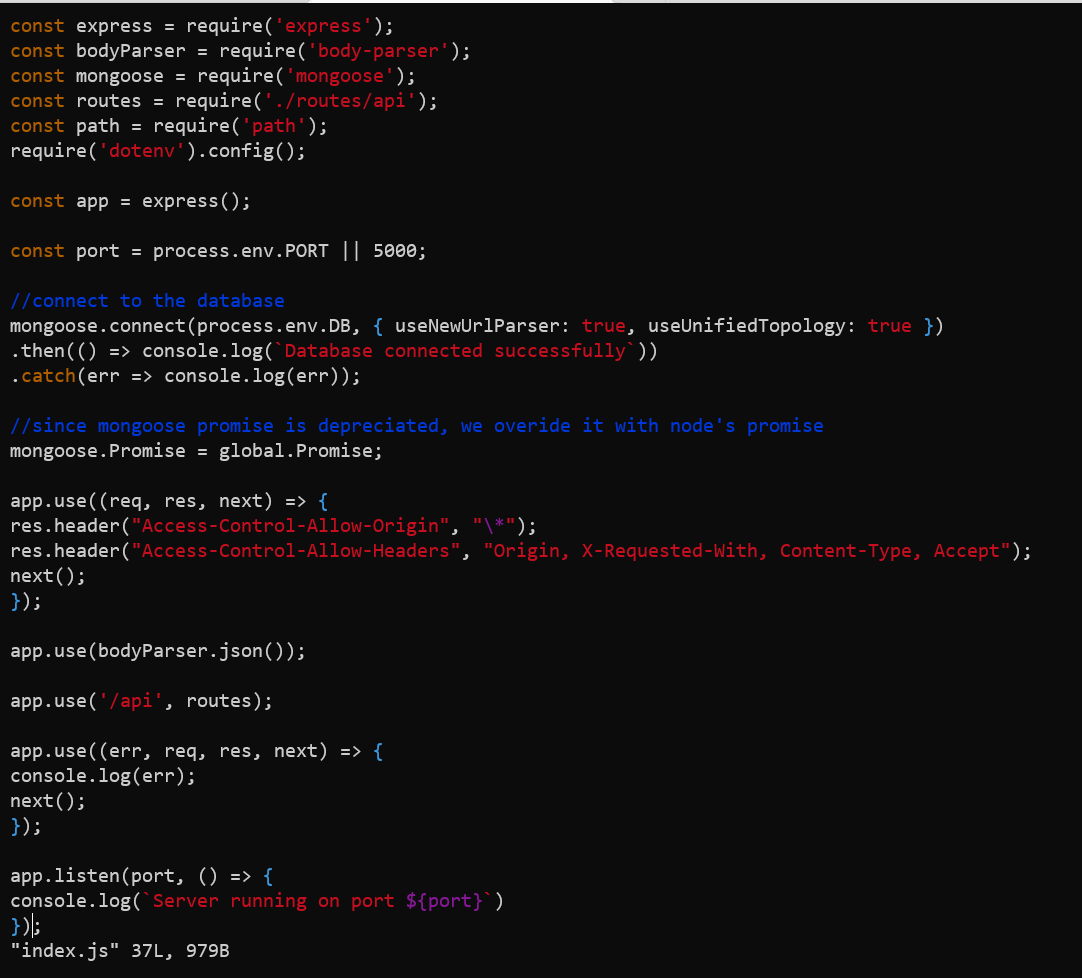 const express = require('express');
const bodyParser = require('body-parser');
const mongoose = require('mongoose');
const routes = require('./routes/api');
const path = require('path');
require('dotenv').config();
const app = express();
const port = process.env.PORT || 5000;
//connect to the database
mongoose.connect(process.env.DB, { useNewUrlParser: true, useUnifiedTopology: true })
.then(() => console.log(`Database connected successfully`))
.catch(err => console.log(err));
//since mongoose promise is depreciated, we overide it with node's promise
mongoose.Promise = global.Promise;
app.use((req, res, next) => {
res.header("Access-Control-Allow-Origin", "\*");
res.header("Access-Control-Allow-Headers", "Origin, X-Requested-With, Content-Type, Accept");
next();
});
app.use(bodyParser.json());
app.use('/api', routes);
app.use((err, req, res, next) => {
console.log(err);
next();
});
app.listen(port, () => {
console.log(`Server running on port ${port}`)
});
"index.js" 37L, 979B